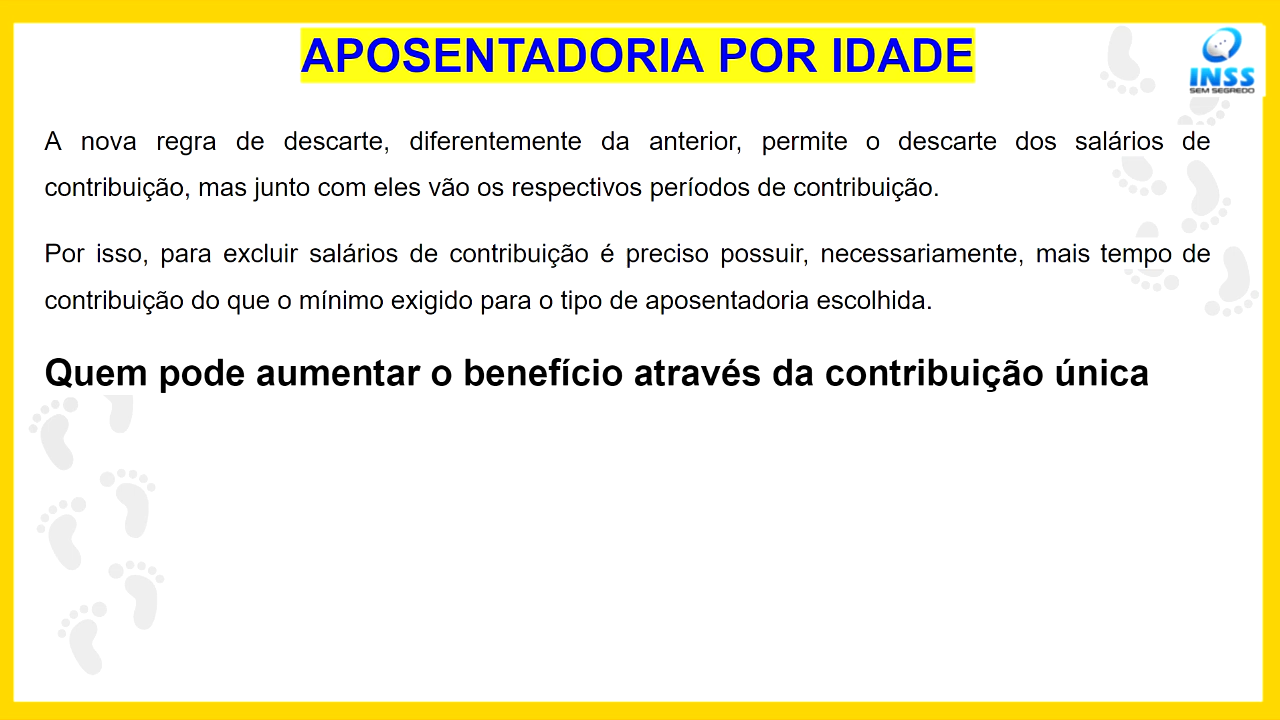 APOSENTADORIA POR IDADE
INSS
SEM SEGREDO
A nova regra de descarte, diferentemente da anterior, permite o descarte dos salários de
contribuição, mas junto com eles vão os respectivos períodos de contribuição.
Por isso, para excluir salários de contribuição é preciso possuir, necessariamente, mais tempo de
contribuição do que o mínimo exigido para o tipo de aposentadoria escolhida.
Quem pode aumentar o benefício através da contribuição única